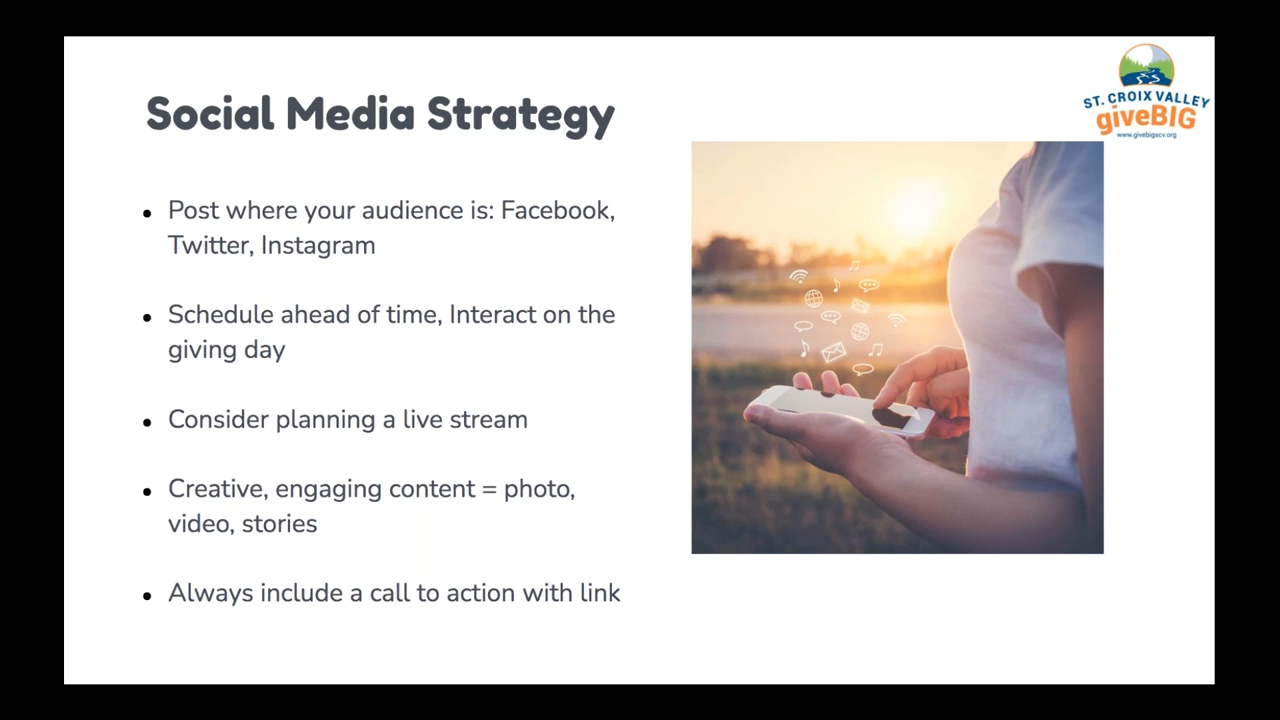 ST. CROIX VALLEY
giveBIG
www.givebigscv.org
Social Media Strategy
• Post where your audience is: Facebook,
Twitter, Instagram
• Schedule ahead of time, Interact on the
giving day
• Consider planning a live stream
• Creative, engaging content = photo,
video, stories
• Always include a call to action with link